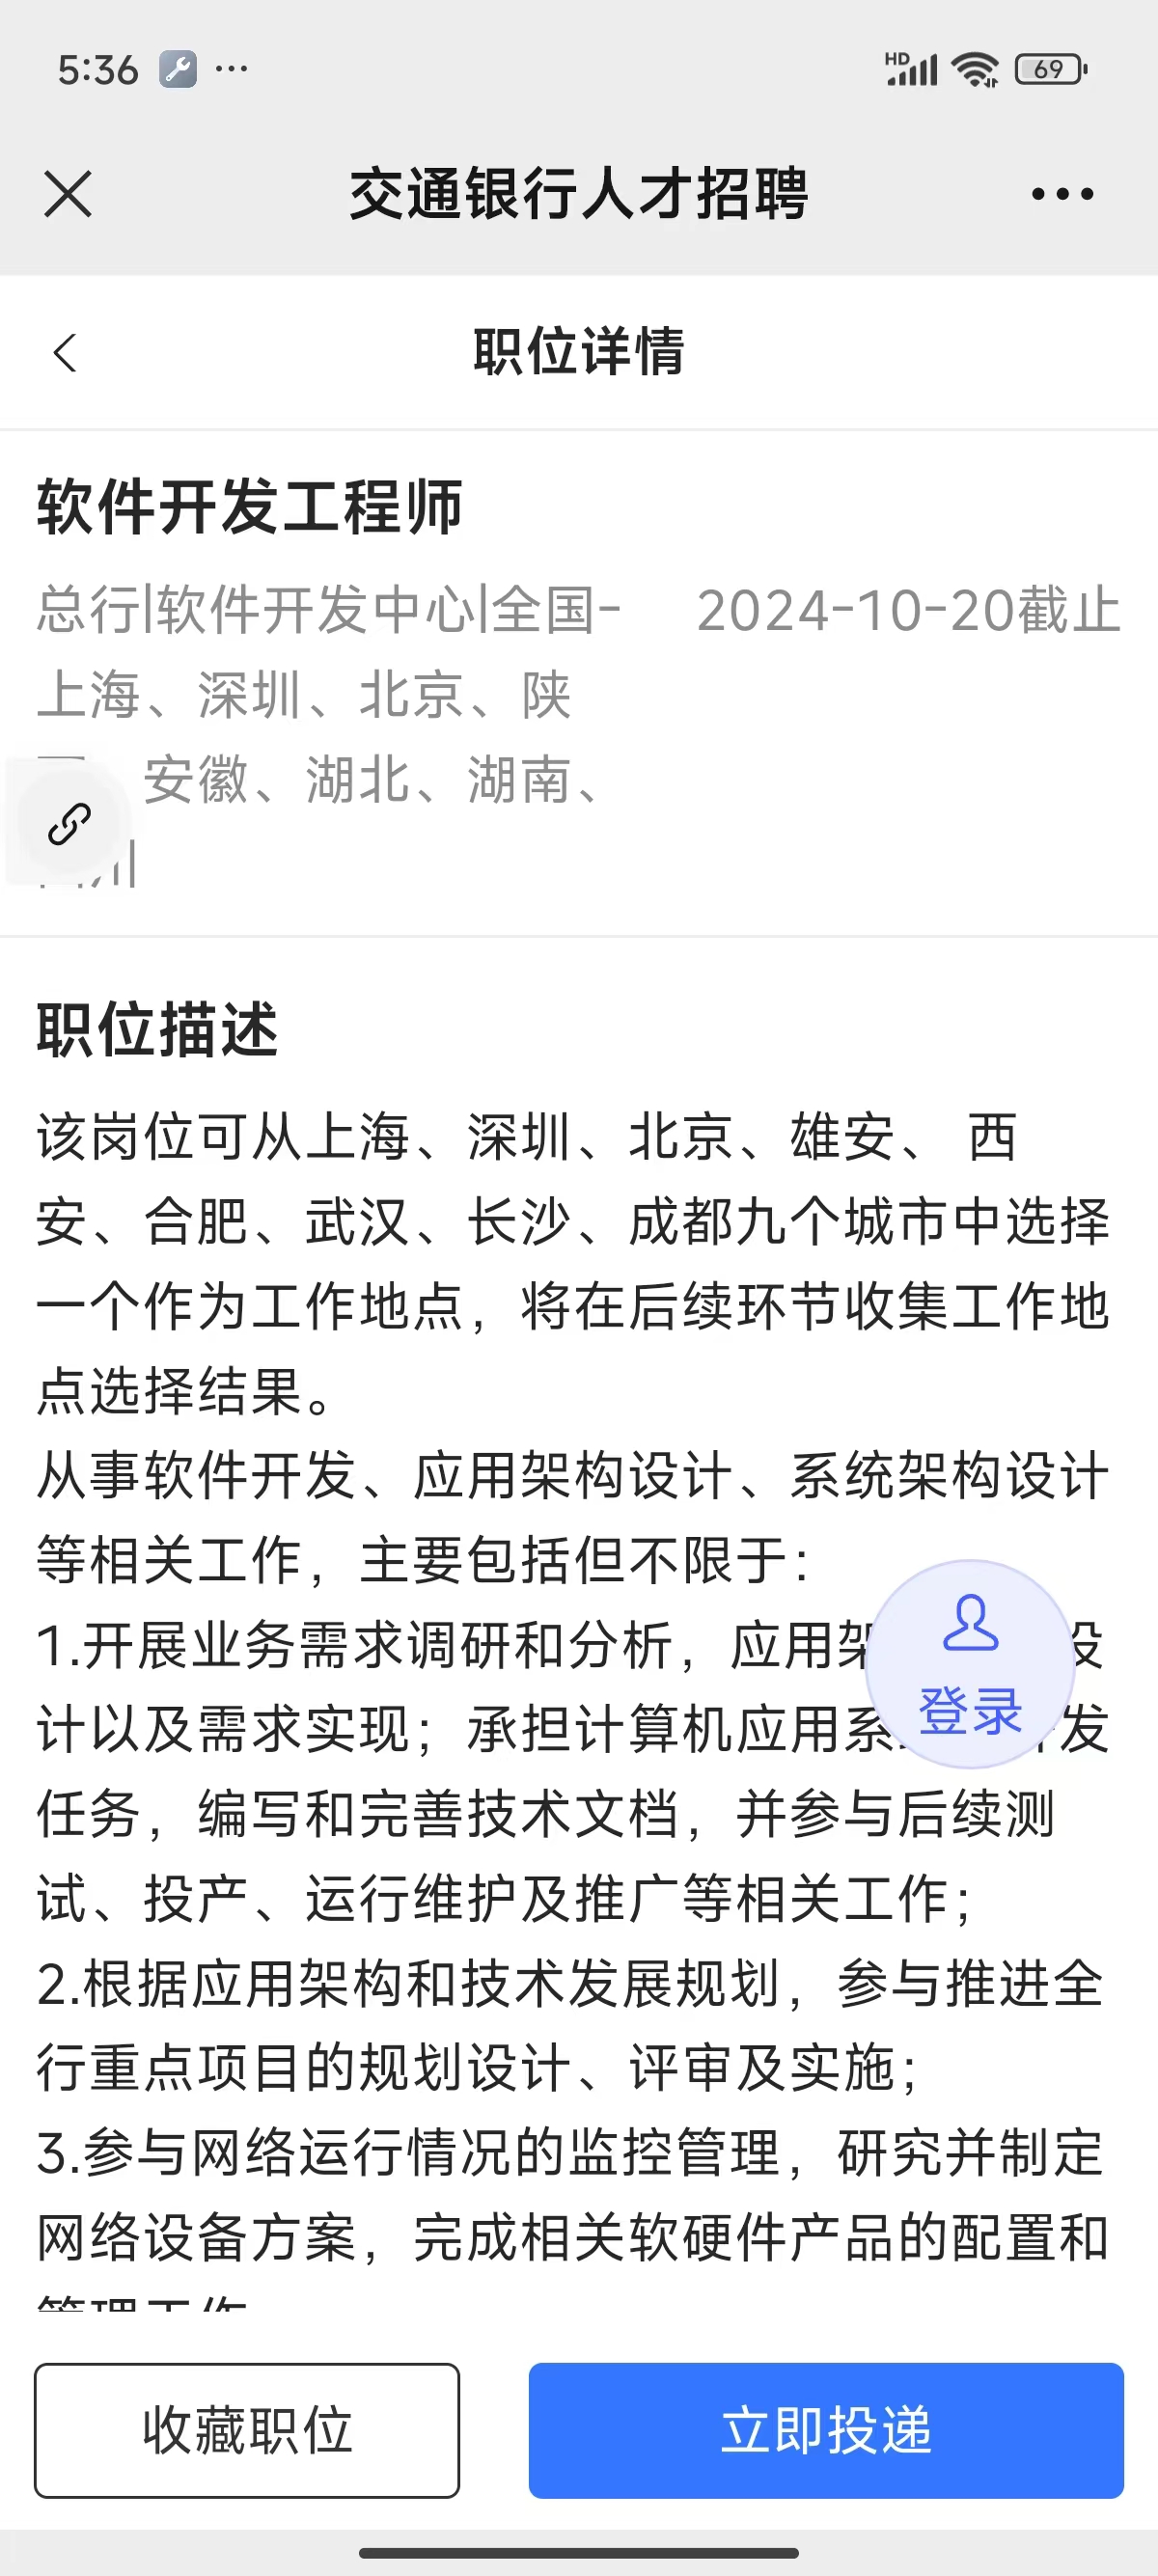 5:36
HD
69
交通银行人才招聘
职位详情
软件开发工程师
总行|软件开发中心|全国-
2024-10-20截止
上海、深圳、北京、陕
安徽、湖北、湖南、
川
职位描述
该岗位可从上海、深圳、北京、雄安、 西
安、合肥、武汉、长沙、成都九个城市中选择
一个作为工作地点，将在后续环节收集工作地
点选择结果。
从事软件开发、应用架构设计、系统架构设计
等相关工作，主要包括但不限于：
1.开展业务需求调研和分析，应用架 设
计以及需求实现；承担计算机应用系 发
登录
任务，编写和完善技术文档，并参与后续测
试、投产、运行维护及推广等相关工作；
2.根据应用架构和技术发展规划，参与推进全
行重点项目的规划设计、评审及实施；
3.参与网络运行情况的监控管理，研究并制定
网络设备方案，完成相关软硬件产品的配置和
收藏职位
立即投递